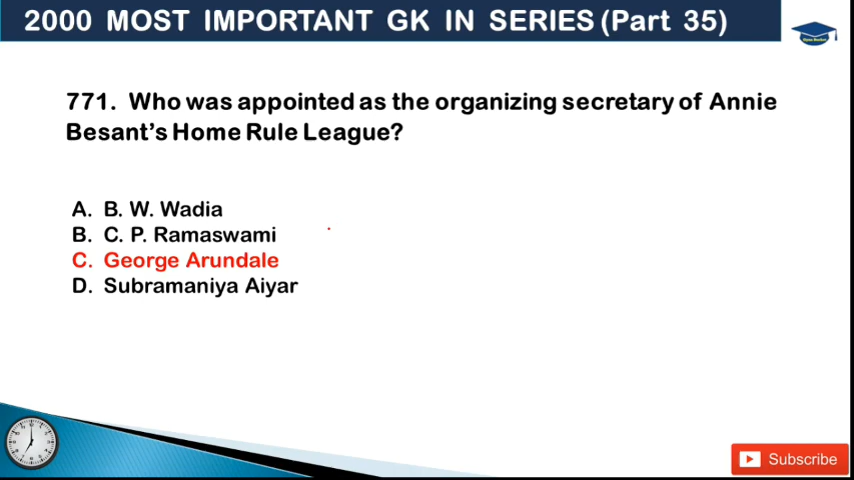 2000 MOST IMPORTANT GK IN SERIES (Part 35)
771. Who was appointed as the organizing secretary of Annie
Besant's Home Rule League?
A. B. W. Wadia
B. C. P. Ramaswami
C. George Arundale
D. Subramaniya Aiyar
Subscribe